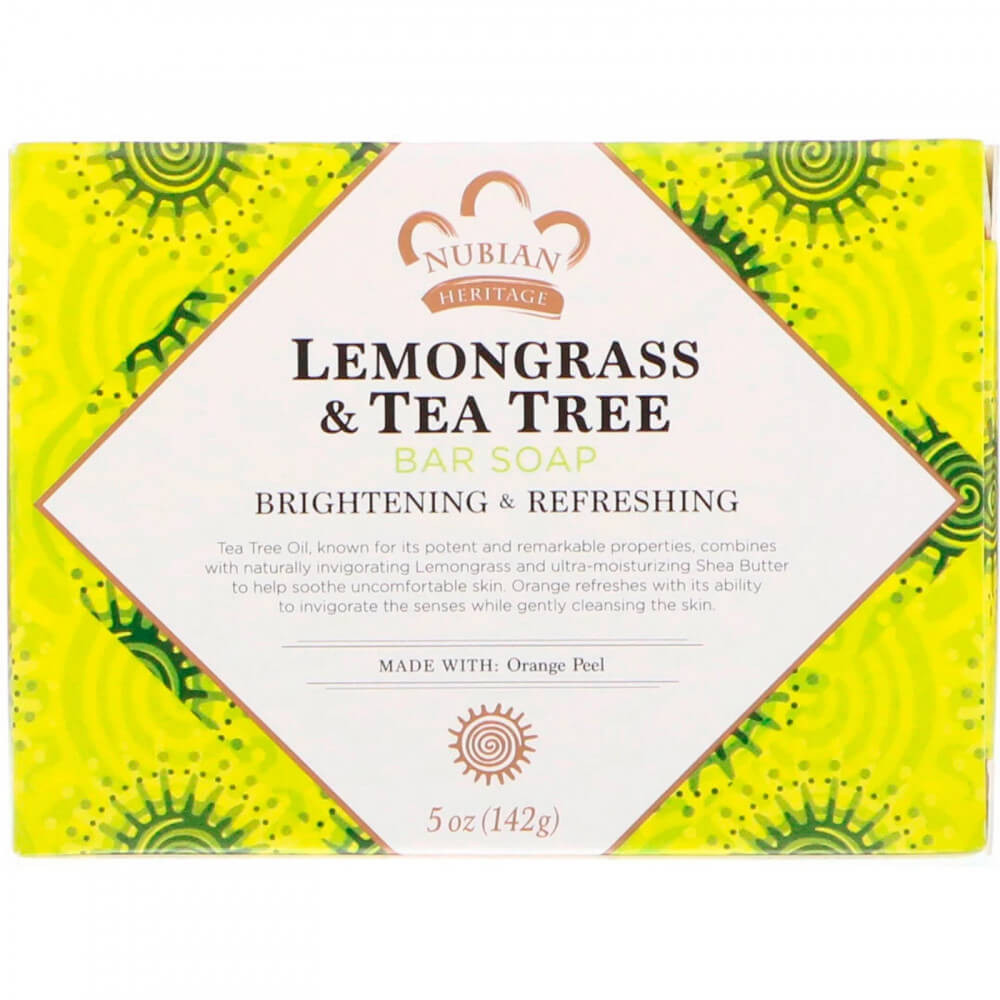 NUBIAN
HERITAGE
LEMONGRASS
& TEA TREE
BAR SOAP
BRIGHTENING & REFRESHING
Tea Tree Oil, known for its potent and remarkable properties, combines
with naturally invigorating Lemongrass and ultra-moisturizing Shea Butter
to help soothe uncomfortable skin. Orange refreshes with its ability
to invigorate the senses while gently cleansing the skin.
MADE WITH: Orange Peel
5 oz (142g)